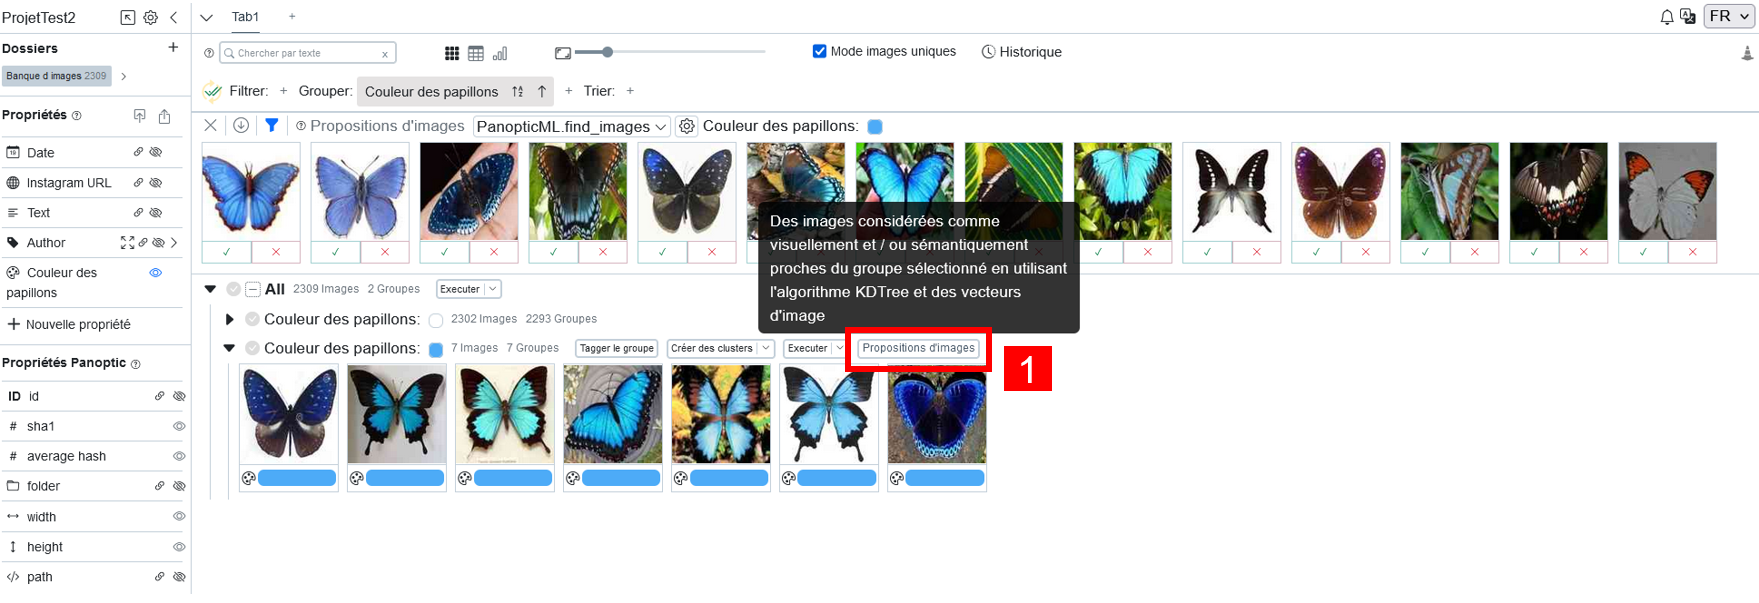 ProjetTest2
Tab1 +
FR
Dossiers +
Banque d images 2309
Chercher par texte x
Mode images uniques
Historique
Filtrer: + Grouper: Couleur des papillons + Trier: +
Propriétés
Date
Instagram URL
Text
Author
Couleur des
papillons
+ Nouvelle propriété
Propriétés Panoptic
ID id
# sha1
# average hash
folder
width
height
path
Propositions d'images PanopticML.find_images Couleur des papillons:
Des images considérées comme
visuellement et / ou sémantiquement
proches du groupe sélectionné en utilisant
l'algorithme KDTree et des vecteurs
d'image
All 2309 Images 2 Groupes Executer
Couleur des papillons: 2302 Images 2293 Groupes
Couleur des papillons: 7 Images 7 Groupes Tagger le groupe Créer des clusters Executer Propositions d'images
1